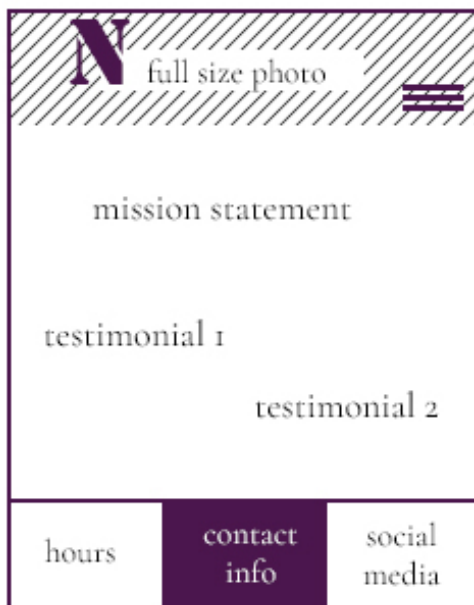 N
full size photo
mission statement
testimonial 1
testimonial 2
hours
contact
info
social
media